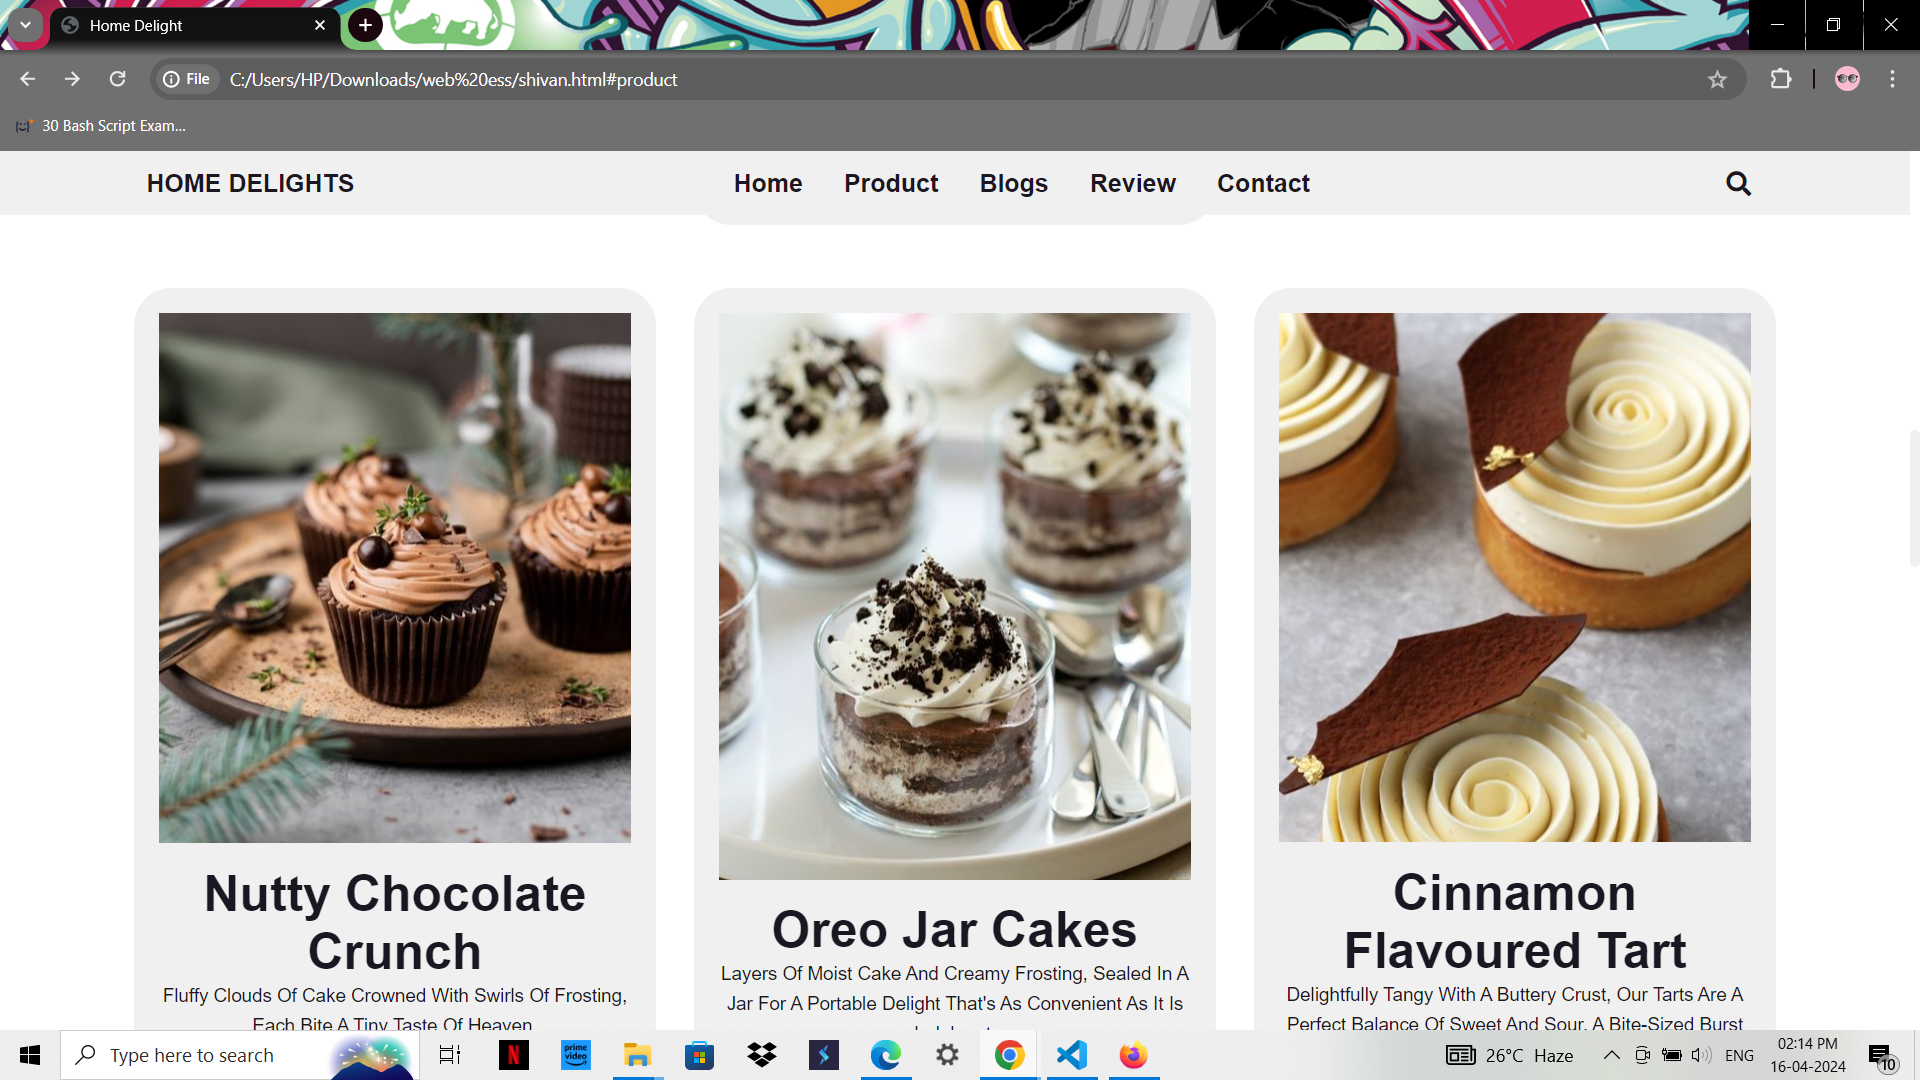 Home Delight
File
C:/Users/HP/Downloads/web%20ess/shivan.html#product
30 Bash Script Exam...
HOME DELIGHTS
Home
Product
Blogs
Review
Contact
Nutty Chocolate
Crunch
Fluffy Clouds Of Cake Crowned With Swirls Of Frosting,
Each Bite A Tiny Taste Of Heaven
Oreo Jar Cakes
Layers Of Moist Cake And Creamy Frosting, Sealed In A
Jar For A Portable Delight That's As Convenient As It Is
Cinnamon
Flavoured Tart
Delightfully Tangy With A Buttery Crust, Our Tarts Are A
Perfect Balance Of Sweet And Sour, A Bite-Sized Burst
Type here to search
N
prime
video
26°C Haze
ENG
02:14 PM
16-04-2024
10